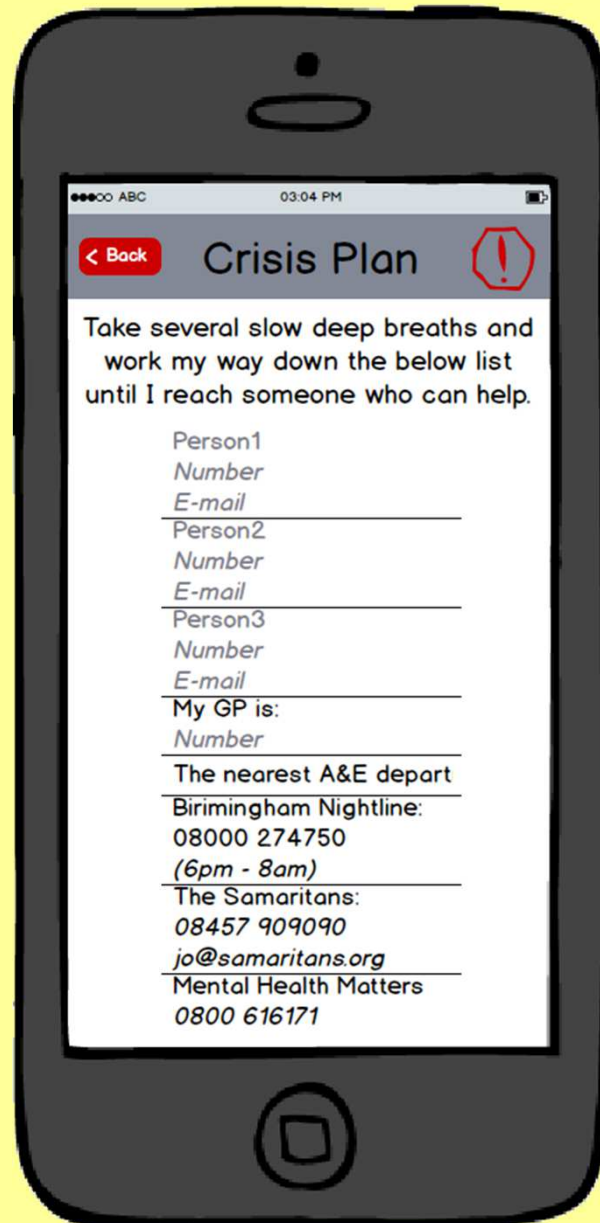 ABC 03:04 PM
< Back Crisis Plan !
Take several slow deep breaths and
work my way down the below list
until I reach someone who can help.
Person1
Number
E-mail
Person2
Number
E-mail
Person3
Number
E-mail
My GP is:
Number
The nearest A&E depart
Birimingham Nightline:
08000 274750
(6pm - 8am)
The Samaritans:
08457 909090
jo@samaritans.org
Mental Health Matters
0800 616171